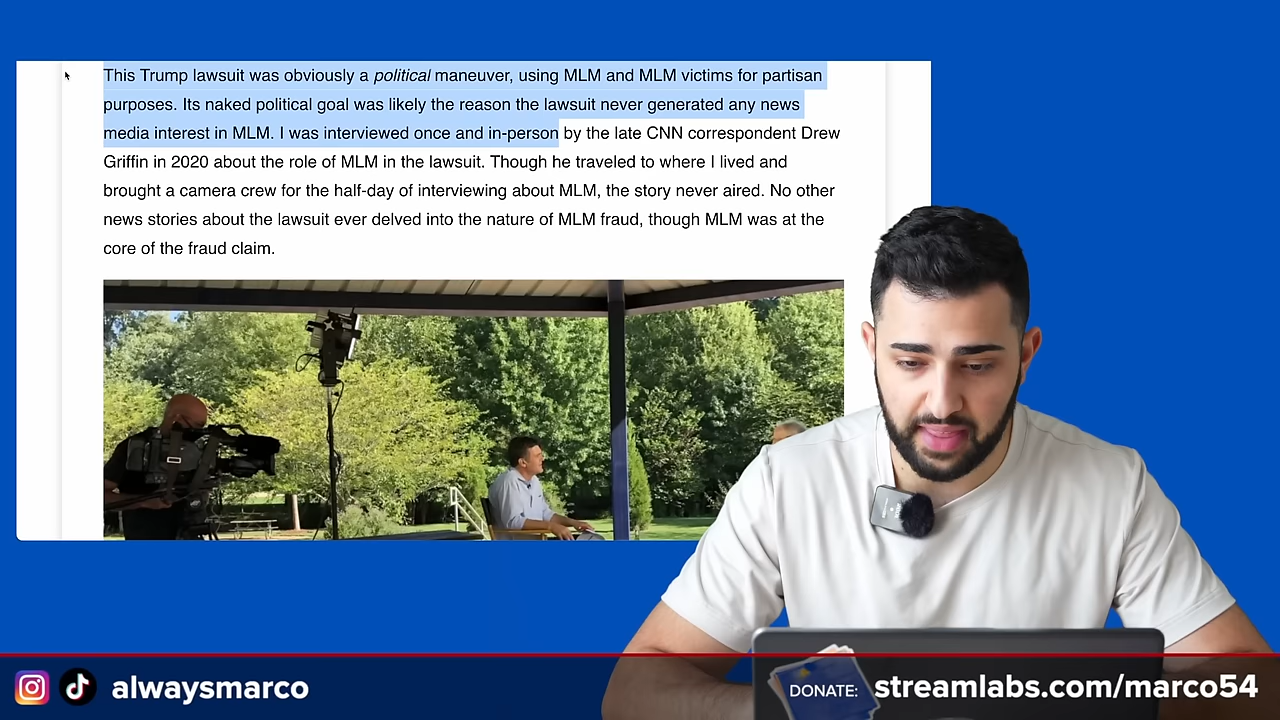 This Trump lawsuit was obviously a political maneuver, using MLM and MLM victims for partisan
purposes. Its naked political goal was likely the reason the lawsuit never generated any news
media interest in MLM. I was interviewed once and in-person by the late CNN correspondent Drew
Griffin in 2020 about the role of MLM in the lawsuit. Though he traveled to where I lived and
brought a camera crew for the half-day of interviewing about MLM, the story never aired. No other
news stories about the lawsuit ever delved into the nature of MLM fraud, though MLM was at the
core of the fraud claim.
alwaysmarco
DONATE: streamlabs.com/marco54